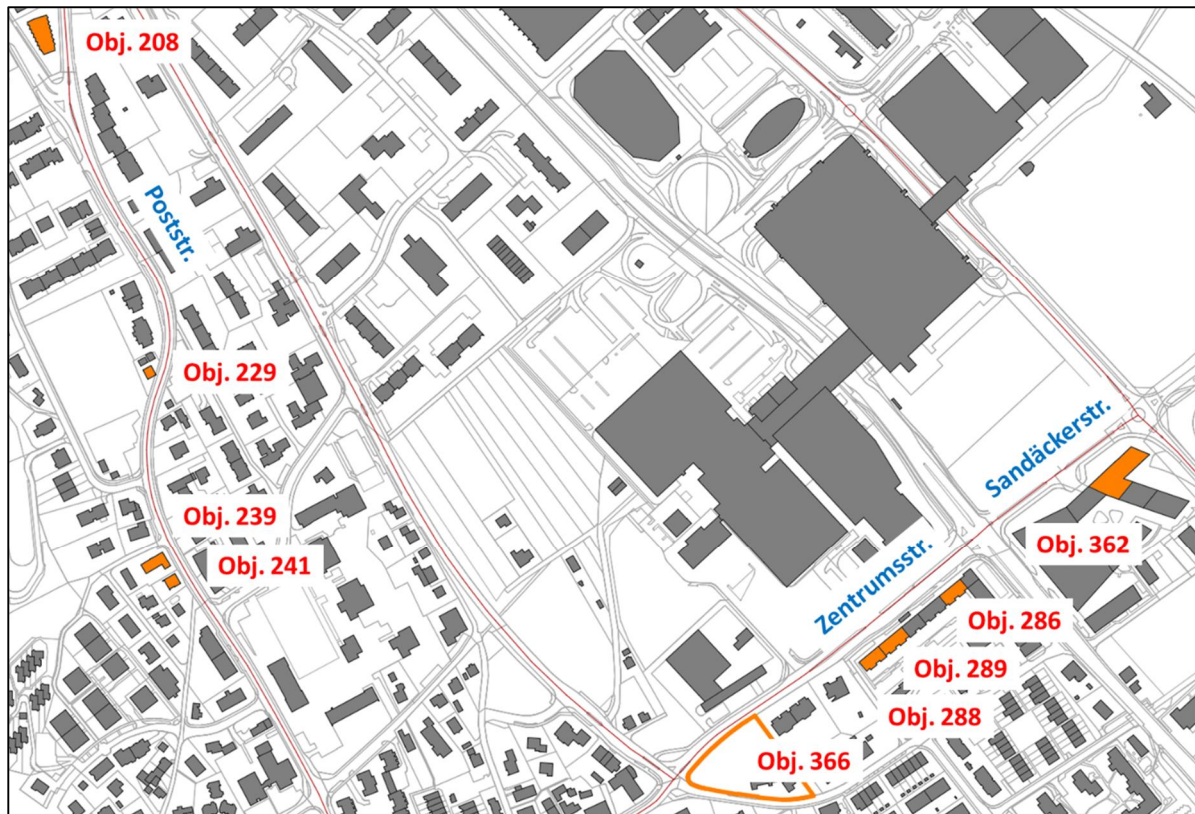 Obj. 208
Poststr.
Obj. 229
Sandäckerstr.
Obj. 239
Zentrumsstr.
Obj. 362
Obj. 241
Obj. 286
Obj. 289
Obj. 288
Obj. 366